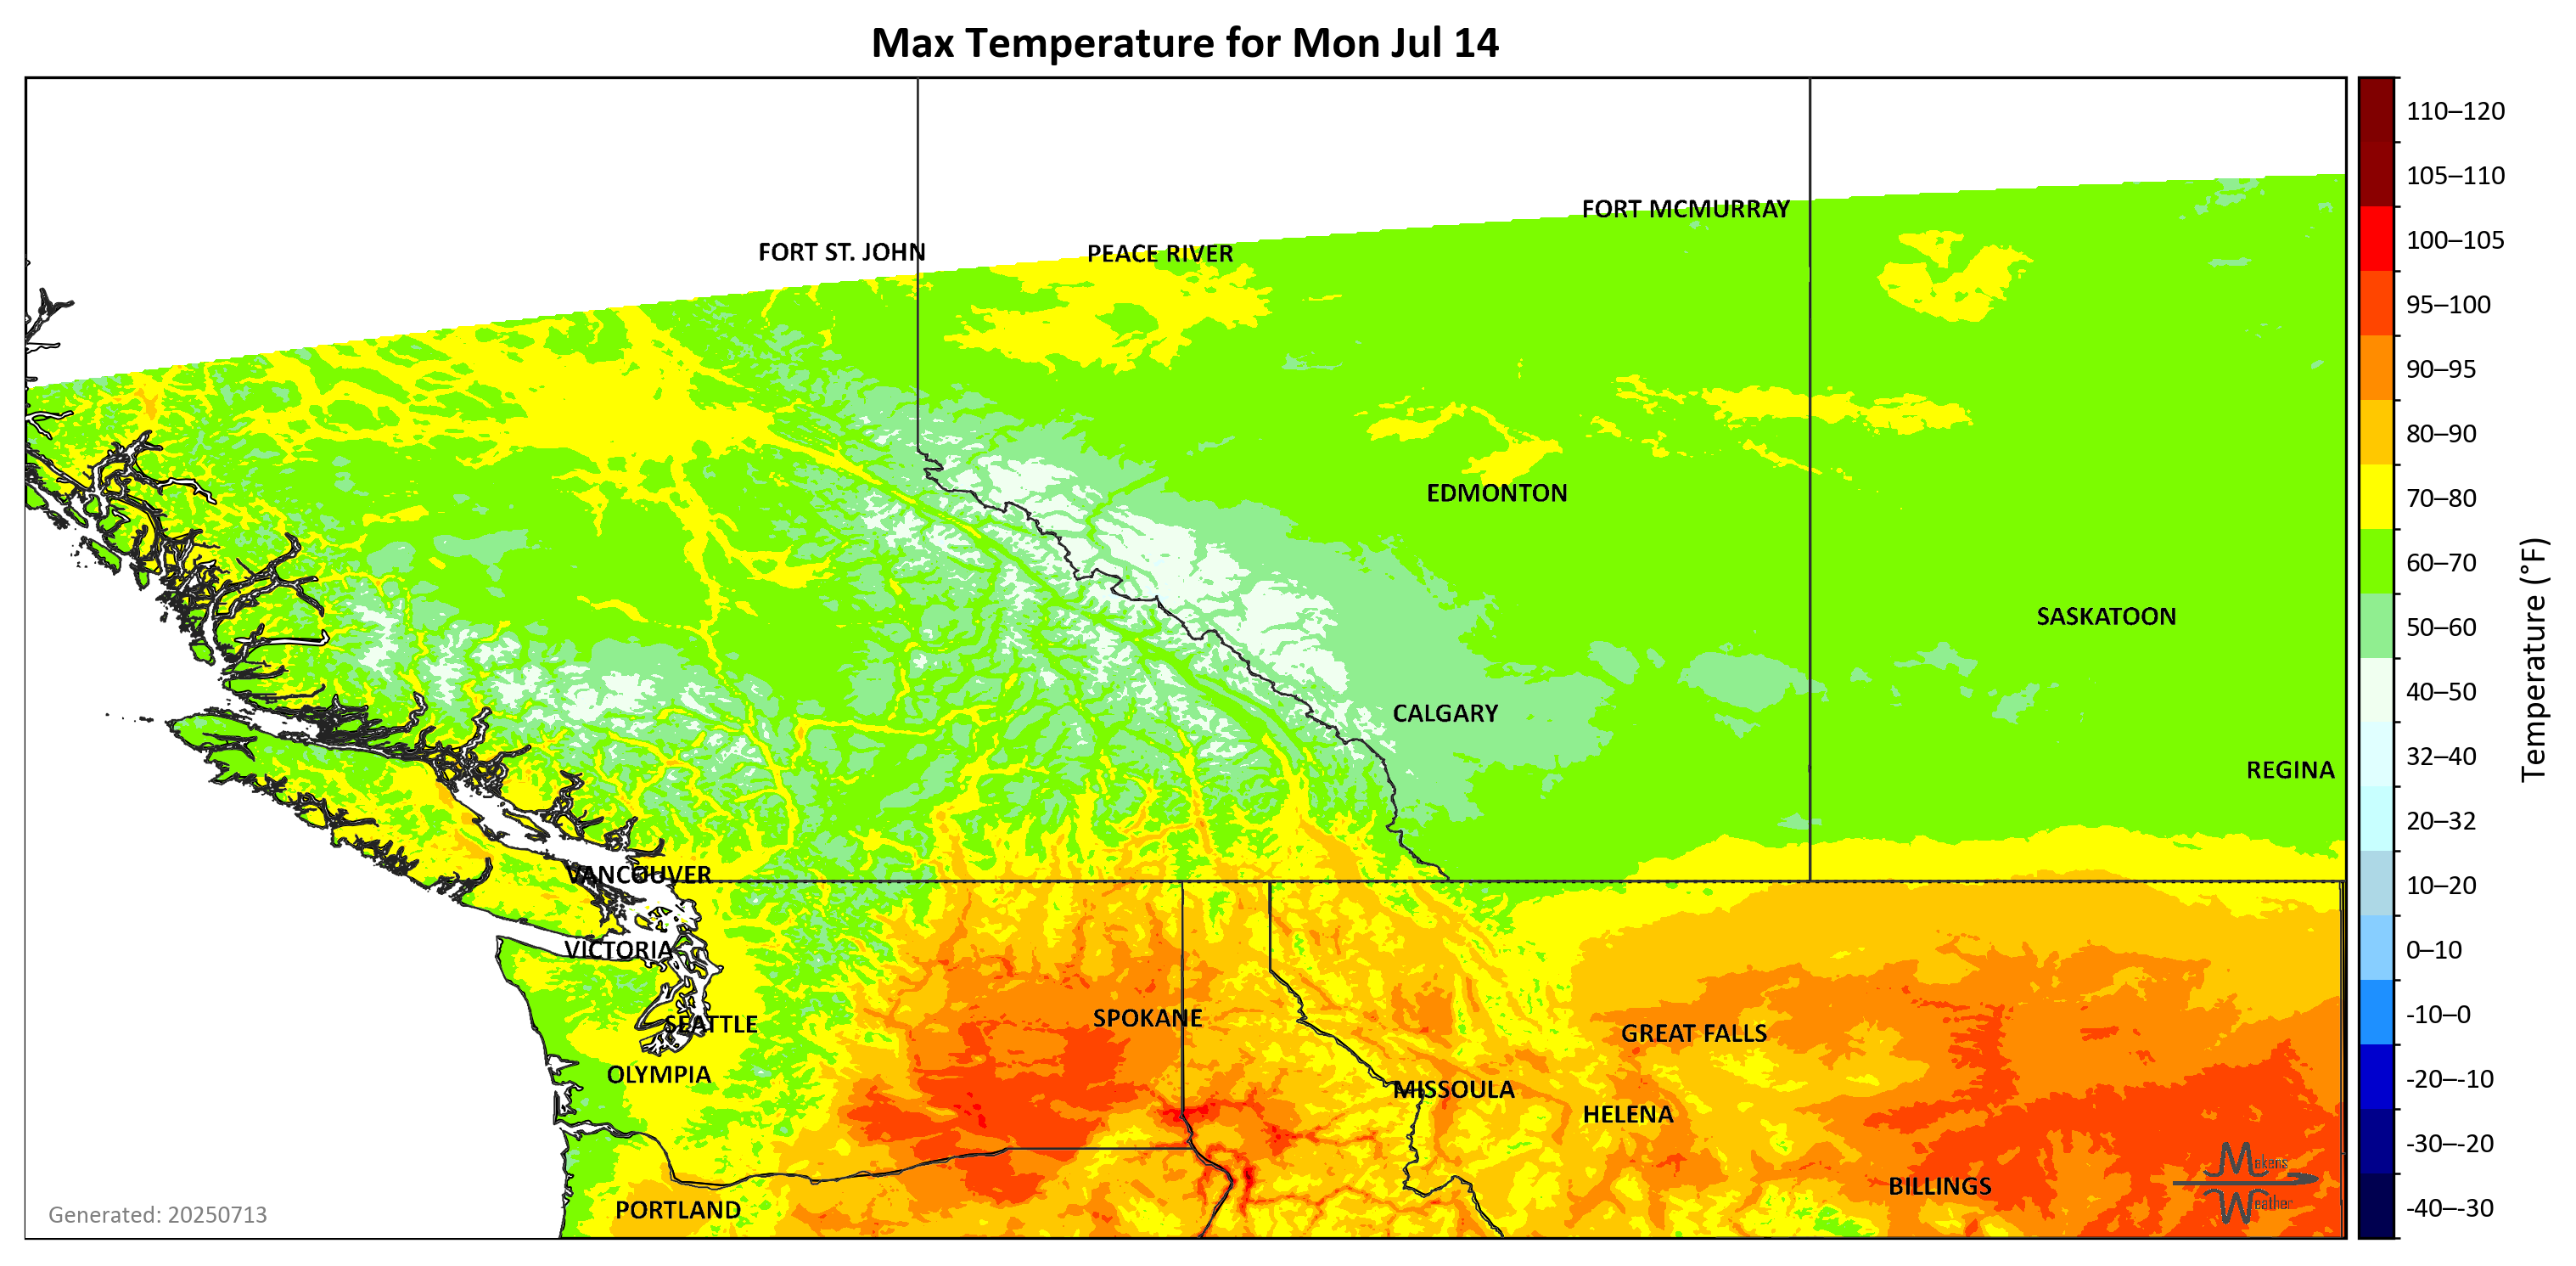 Max Temperature for Mon Jul 14
110–120
105–110
FORT MCMURRAY
100–105
FORT ST. JOHN
PEACE RIVER
95–100
90–95
80–90
70–80
EDMONTON
60–70
50–60
SASKATOON
40–50
CALGARY
32–40
REGINA
20–32
10–20
VANCOUVER
0–10
VICTORIA
-10–0
SPOKANE
SEATTLE
GREAT FALLS
OLYMPIA
-20–-10
MISSOULA
HELENA
-30–-20
Makens
Weather
BILLINGS
-40–-30
PORTLAND
Generated: 20250713
Temperature (°F)